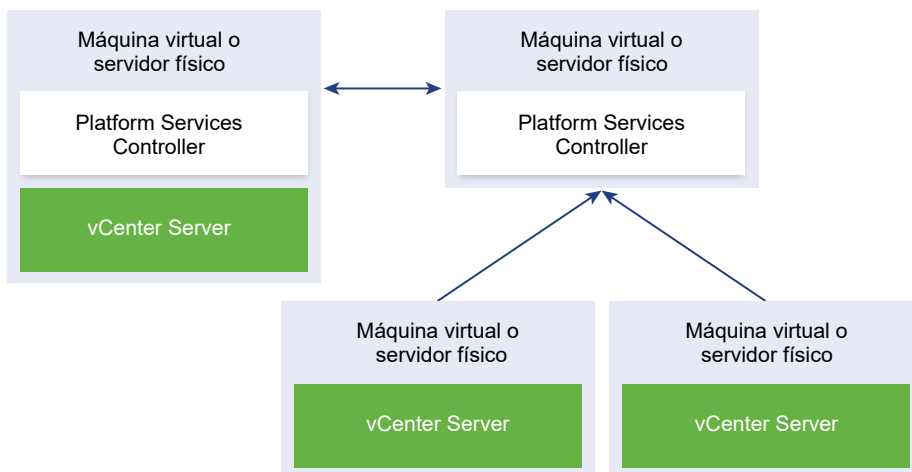 Máquina virtual o
servidor físico
Platform Services
Controller
vCenter Server
Máquina virtual o
servidor físico
Platform Services
Controller
Máquina virtual o
servidor físico
vCenter Server
Máquina virtual o
servidor físico
vCenter Server